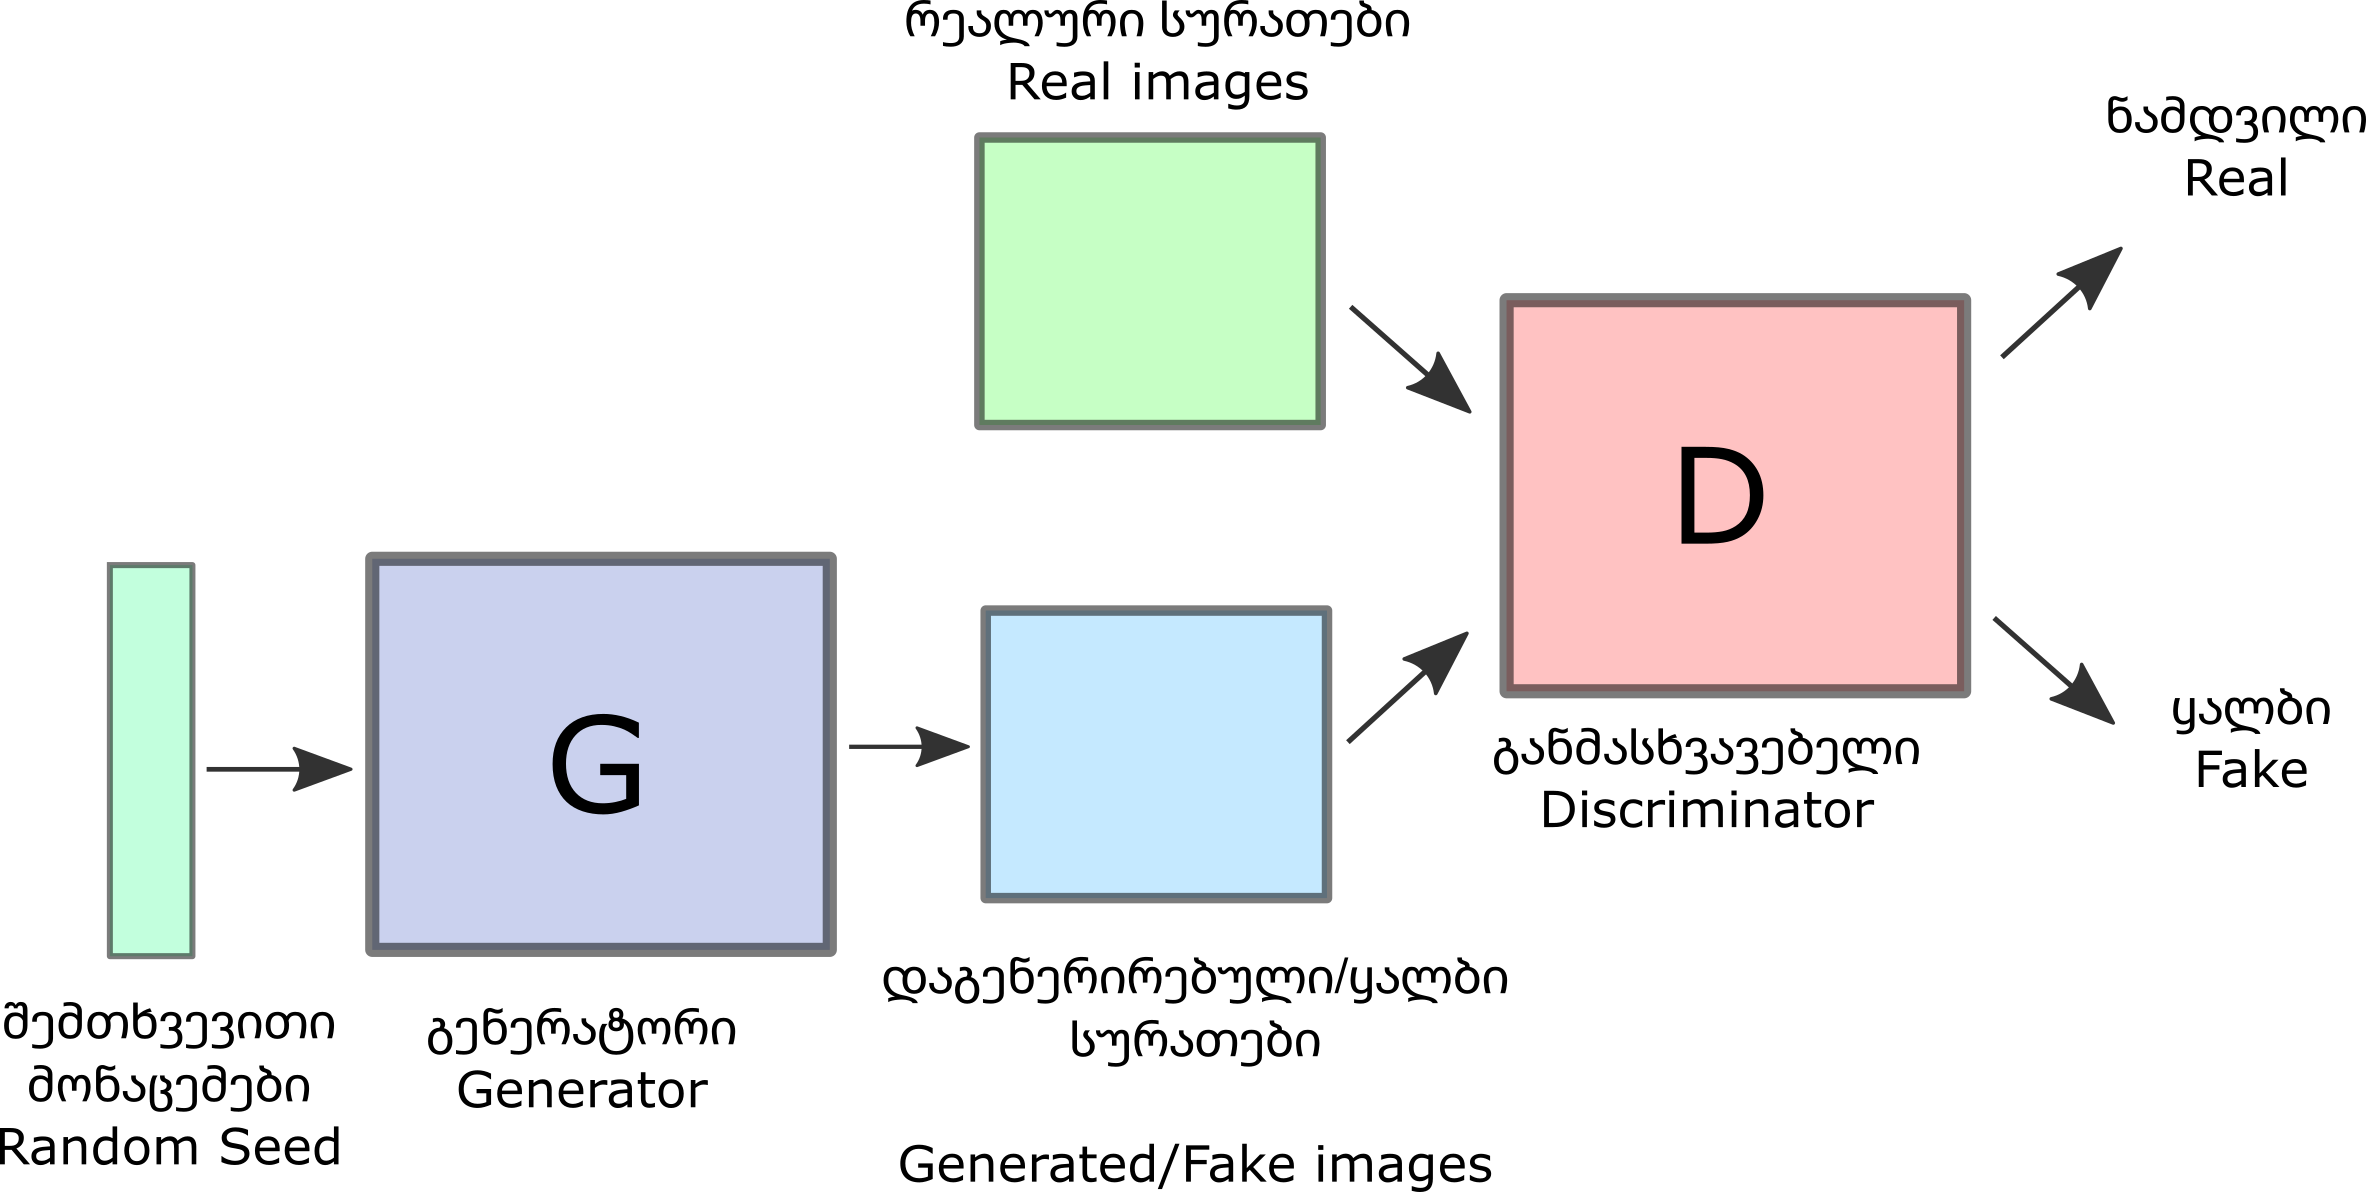 რეალური სურათები
Real images
ნამდვილი
Real
D
განმასხვავებელი
Discriminator
ყალბი
Fake
G
შემთხვევითი
მონაცემები
Random Seed
გენერატორი
Generator
დაგენერირებული/ყალბი
სურათები
Generated/Fake images